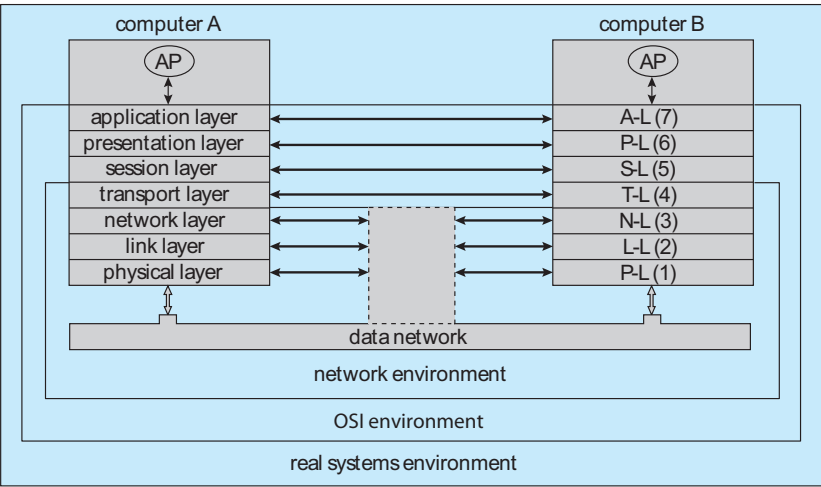 computer A
computer B
AP
AP
application layer
A-L (7)
presentation layer
P-L (6)
session layer
S-L (5)
transport layer
T-L (4)
network layer
N-L (3)
link layer
L-L (2)
physical layer
P-L (1)
data network
network environment
OSI environment
real systems environment